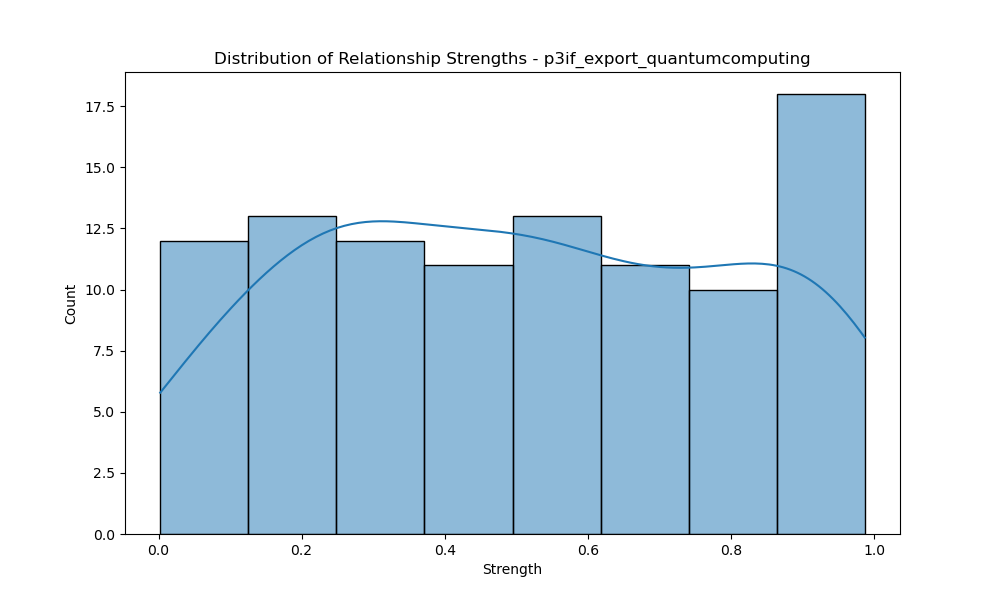 Distribution of Relationship Strengths - p3if_export_quantumcomputing
Count
17.5
15.0
12.5
10.0
7.5
5.0
2.5
0.0
0.0 0.2 0.4 0.6 0.8 1.0
Strength